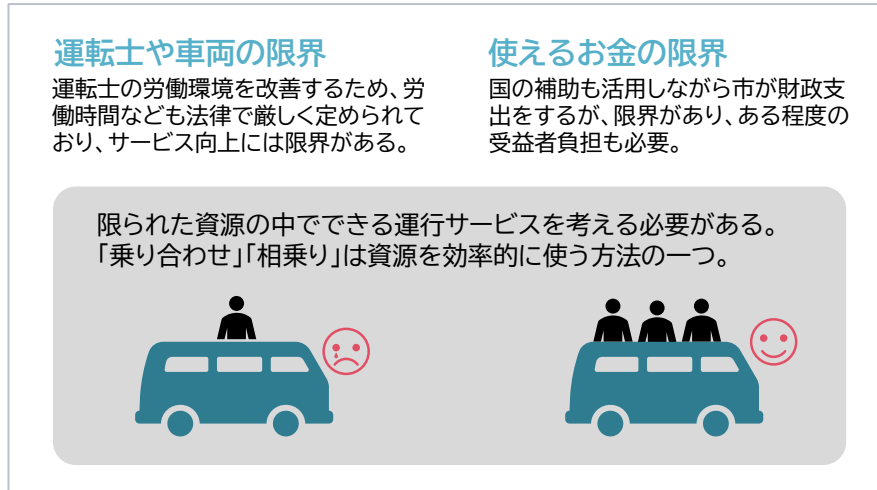 運転士や車両の限界
運転士の労働環境を改善するため、労
働時間なども法律で厳しく定められて
おり、サービス向上には限界がある。
使えるお金の限界
国の補助も活用しながら市が財政支
出をするが、限界があり、ある程度の
受益者負担も必要。
限られた資源の中でできる運行サービスを考える必要がある。
「乗り合わせ」「相乗り」は資源を効率的に使う方法の一つ。